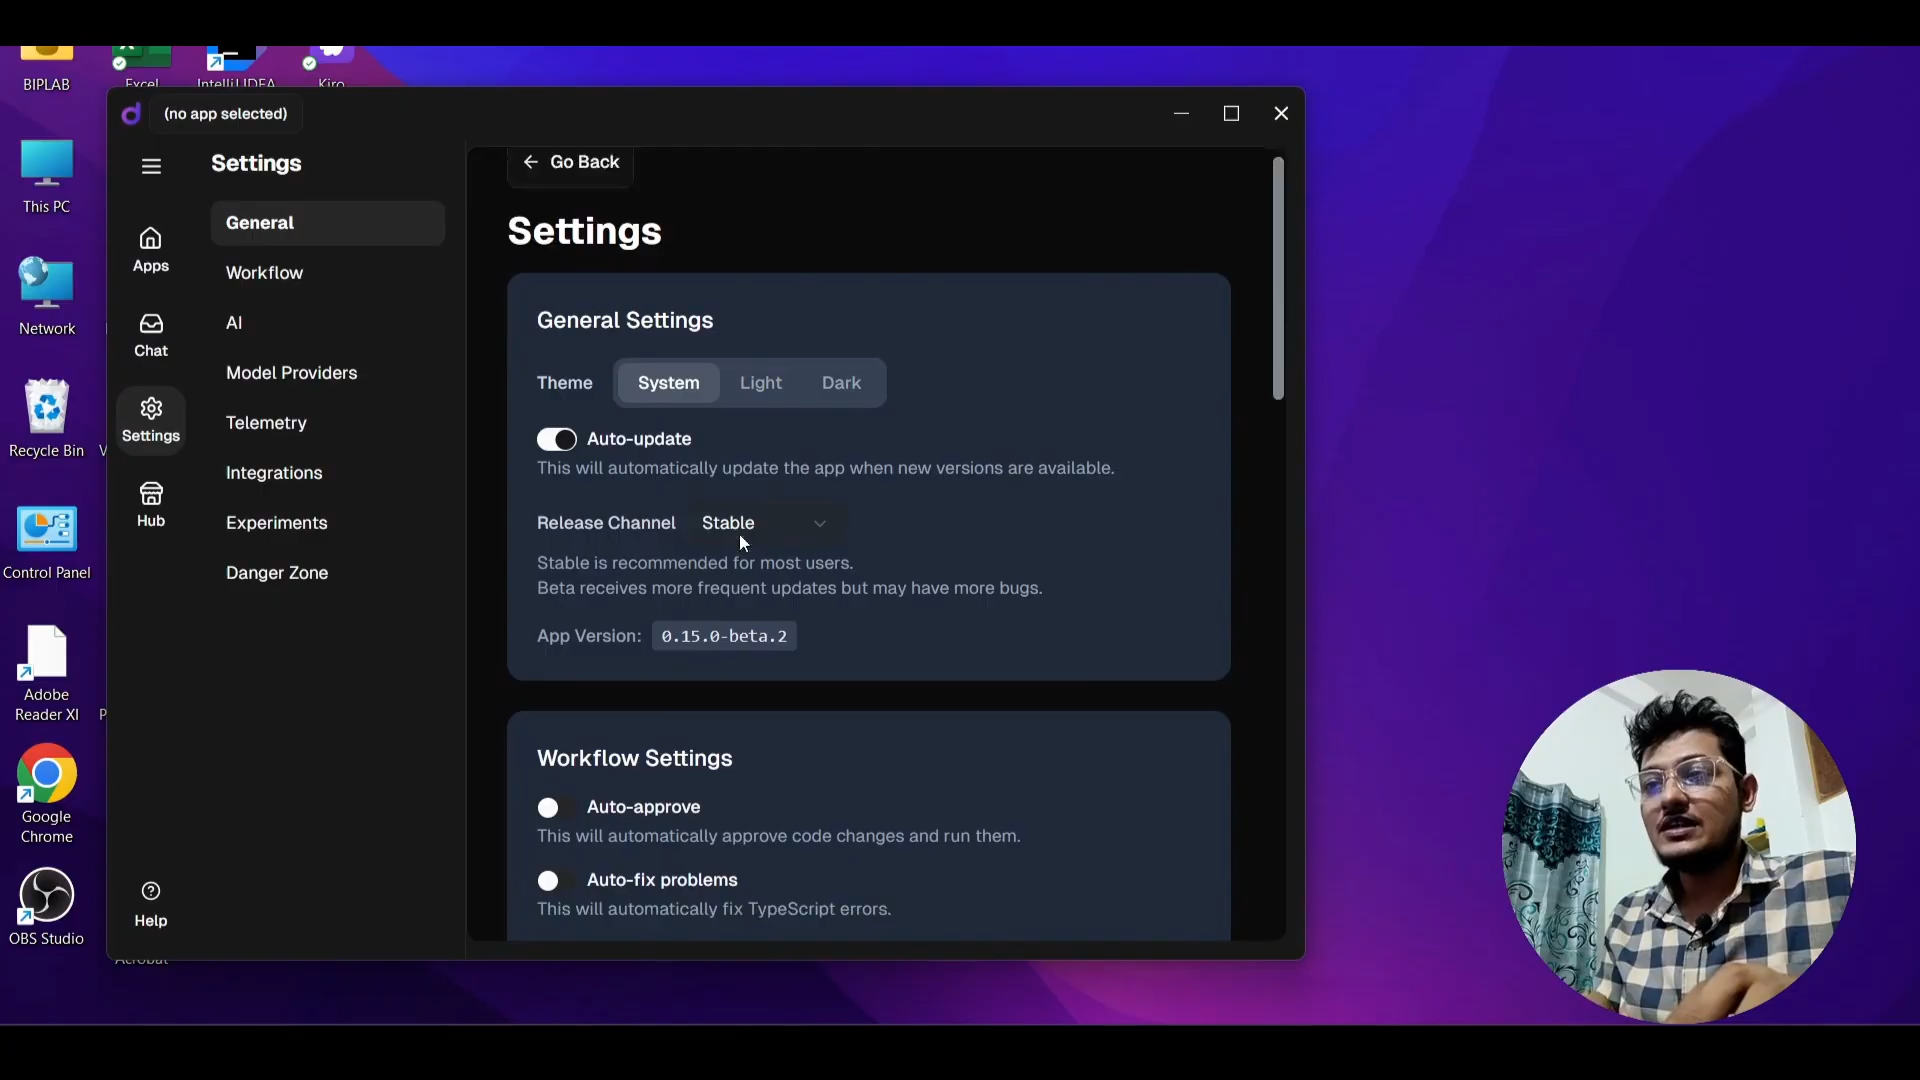 BIPLAB
Excel
IntelliJ IDEA
Kiro
(no app selected)
This PC
Network
Recycle Bin
Control Panel
Adobe
Reader XI
Google
Chrome
OBS Studio
Settings
Apps
Chat
Settings
Hub
Help
General
Workflow
AI
Model Providers
Telemetry
Integrations
Experiments
Danger Zone
Go Back
Settings
General Settings
Theme System Light Dark
Auto-update
This will automatically update the app when new versions are available.
Release Channel Stable
Stable is recommended for most users.
Beta receives more frequent updates but may have more bugs.
App Version: 0.15.0-beta.2
Workflow Settings
Auto-approve
This will automatically approve code changes and run them.
Auto-fix problems
This will automatically fix TypeScript errors.
Acrobat